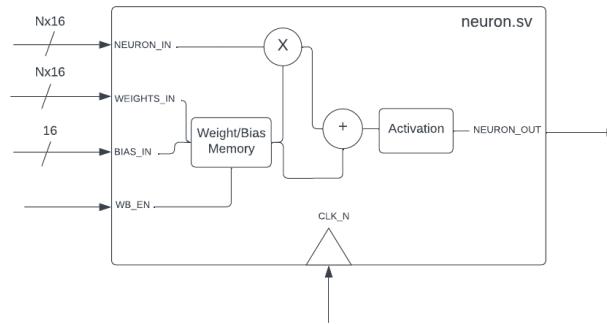 neuron.sv
Nx16
NEURON_IN
X
Nx16
WEIGHTS_IN
16
BIAS_IN
Weight/Bias
Memory
+
Activation
NEURON_OUT
WB_EN
CLK_N